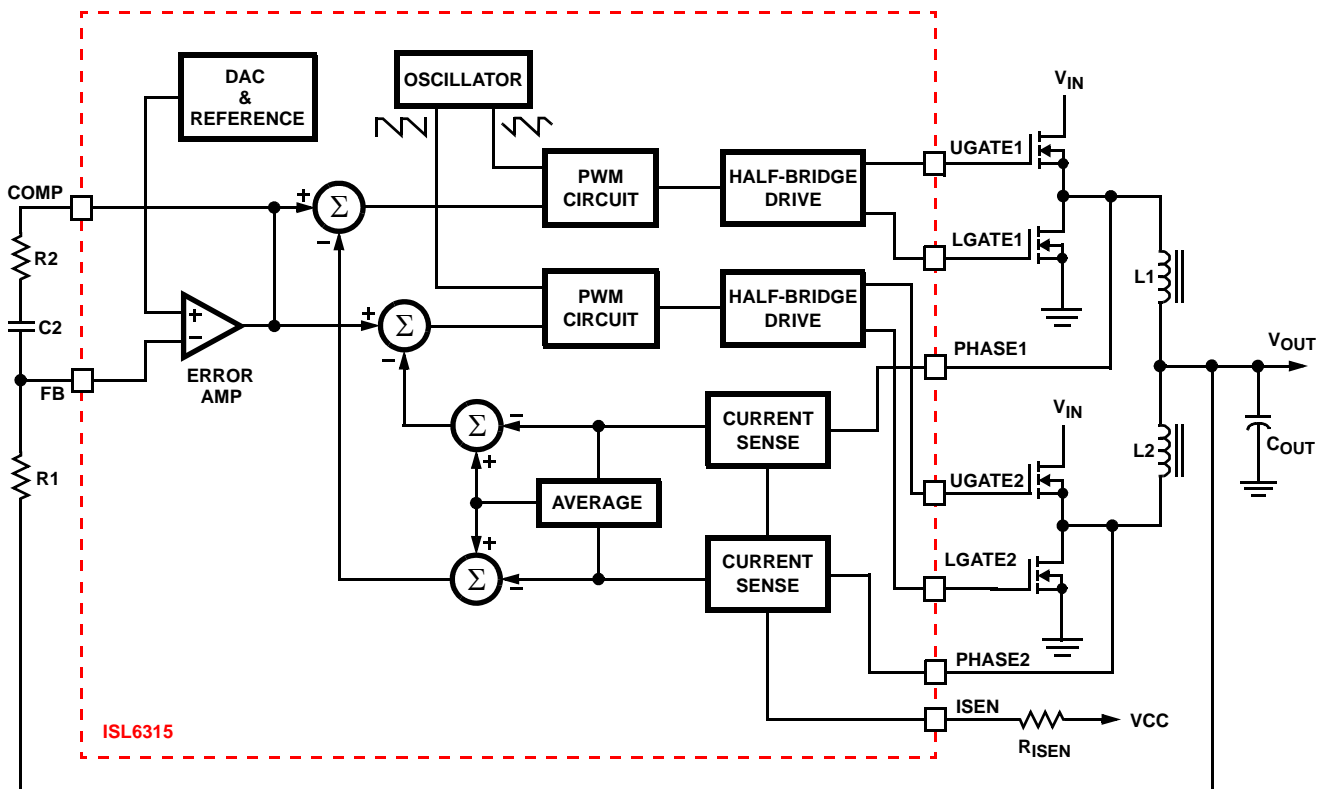 DAC
&
REFERENCE
OSCILLATOR
VIN
UGATE1
COMP
+
Σ
−
PWM
CIRCUIT
HALF-BRIDGE
DRIVE
LGATE1
R2
L1
C2
+
−
ERROR
AMP
+
Σ
−
PWM
CIRCUIT
HALF-BRIDGE
DRIVE
PHASE1
VOUT
FB
R1
Σ
−
+
CURRENT
SENSE
VIN
L2
COUT
AVERAGE
UGATE2
+
Σ
−
CURRENT
SENSE
LGATE2
PHASE2
ISEN
VCC
RISEN
ISL6315